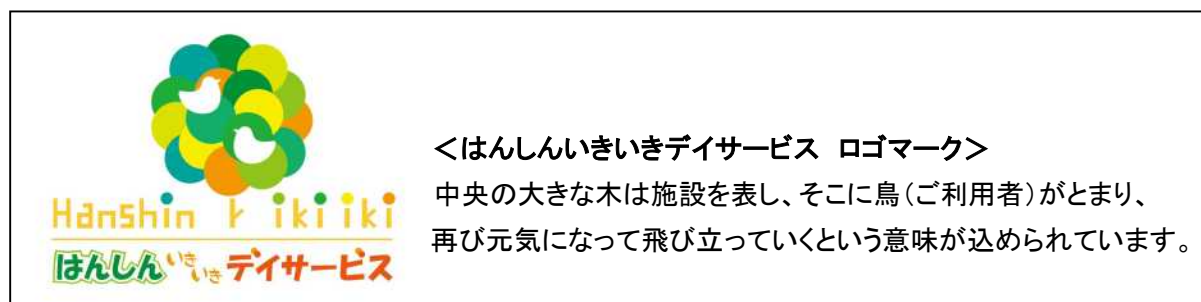 Hanshin ト ikiiki
はんしんいきいきデイサービス
＜はんしんいきいきデイサービス ロゴマーク＞
中央の大きな木は施設を表し、そこに鳥（ご利用者）がとまり、
再び元気になって飛び立っていくという意味が込められています。